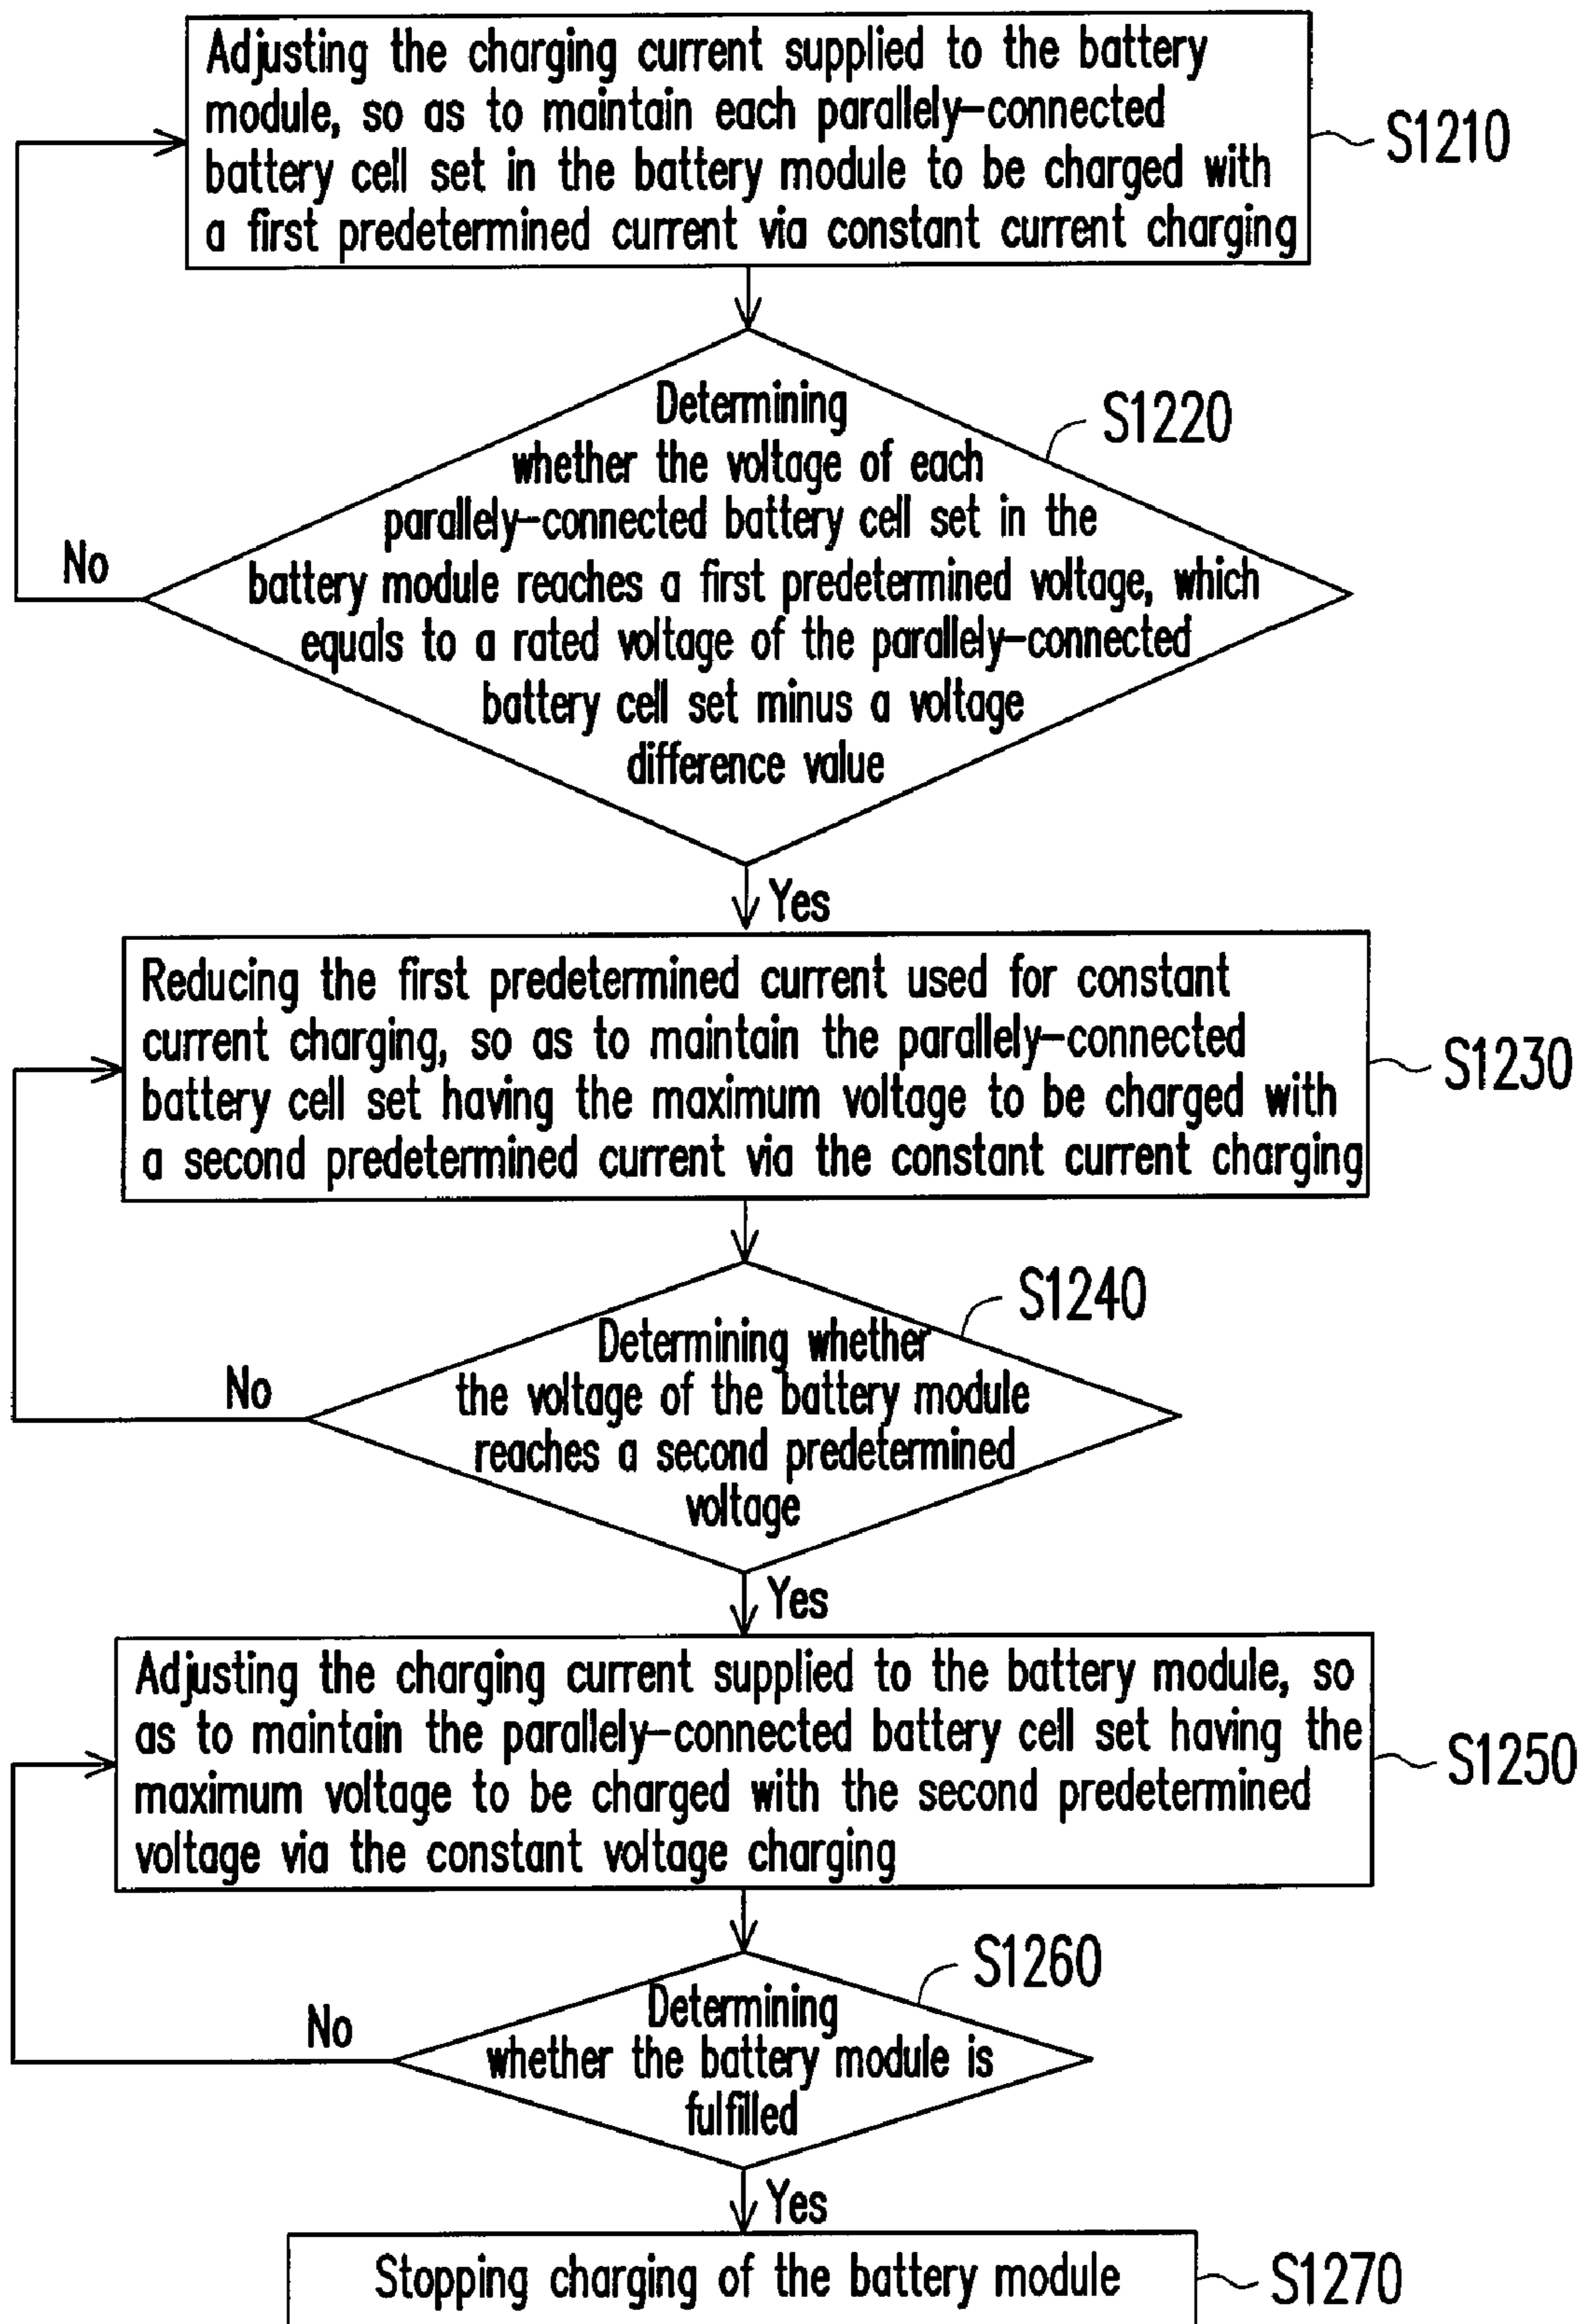 Adjusting the charging current supplied to the battery
module, so as to maintain each parallely-connected
battery cell set in the battery module to be charged with
a first predetermined current via constant current charging
S1210
Determining
whether the voltage of each
parallely-connected battery cell set in the
battery module reaches a first predetermined voltage, which
equals to a rated voltage of the parallely-connected
battery cell set minus a voltage
difference value
S1220
No
Yes
Reducing the first predetermined current used for constant
current charging, so as to maintain the parallely-connected
battery cell set having the maximum voltage to be charged with
a second predetermined current via the constant current charging
S1230
Determining whether
the voltage of the battery module
reaches a second predetermined
voltage
S1240
No
Yes
Adjusting the charging current supplied to the battery module, so
as to maintain the parallely-connected battery cell set having the
maximum voltage to be charged with the second predetermined
voltage via the constant voltage charging
S1250
Determining
whether the battery module is
fulfilled
S1260
No
Yes
Stopping charging of the battery module
S1270